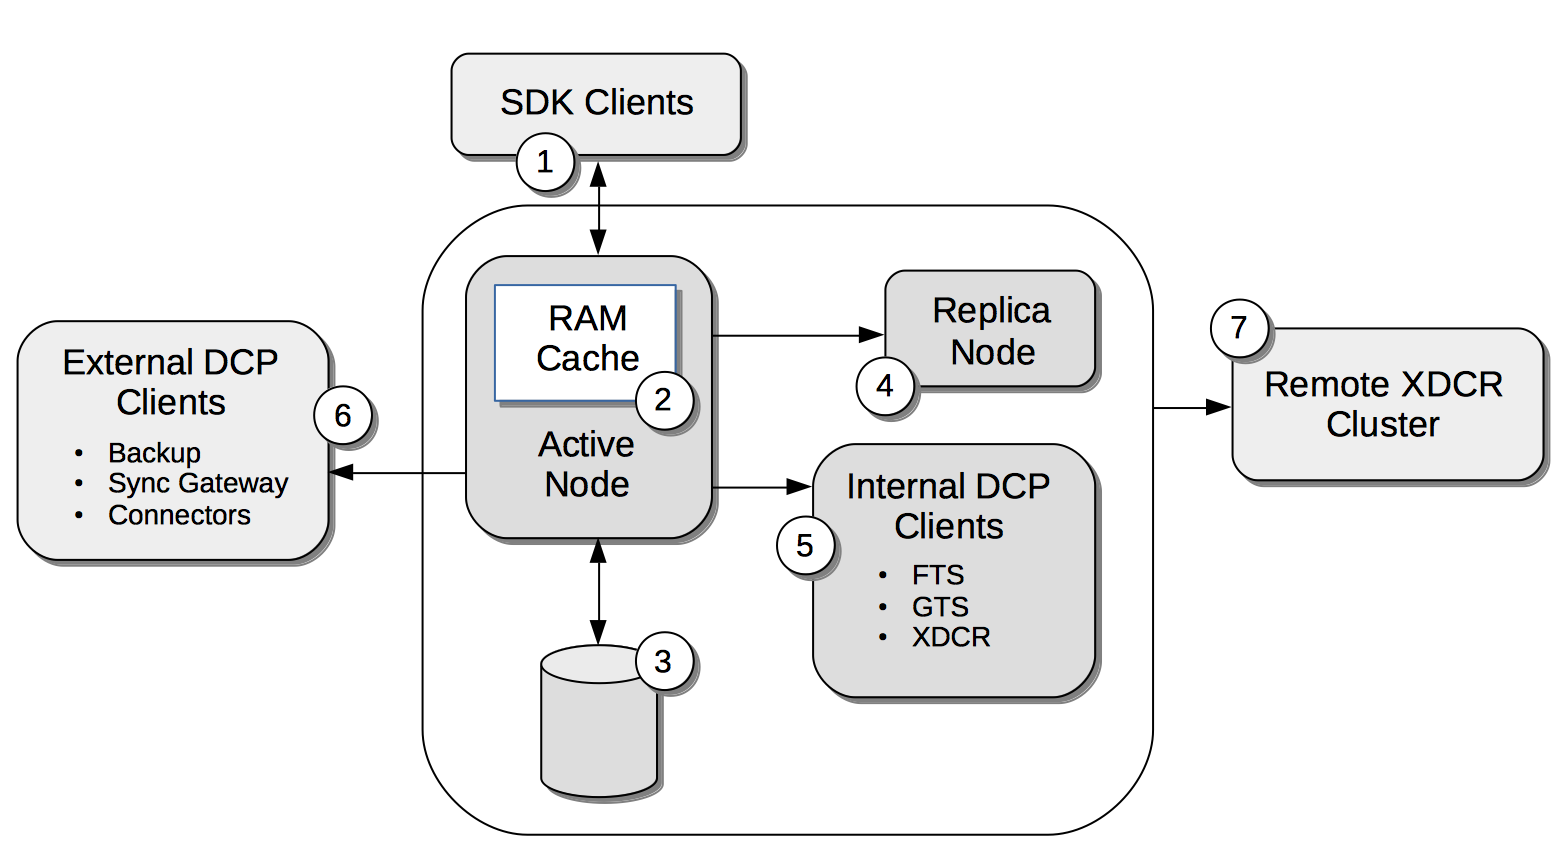 SDK Clients
1
RAM
Cache
2
Active
Node
3
Replica
Node
4
Internal DCP
Clients
5
• FTS
• GTS
• XDCR
External DCP
Clients
6
• Backup
• Sync Gateway
• Connectors
7
Remote XDCR
Cluster